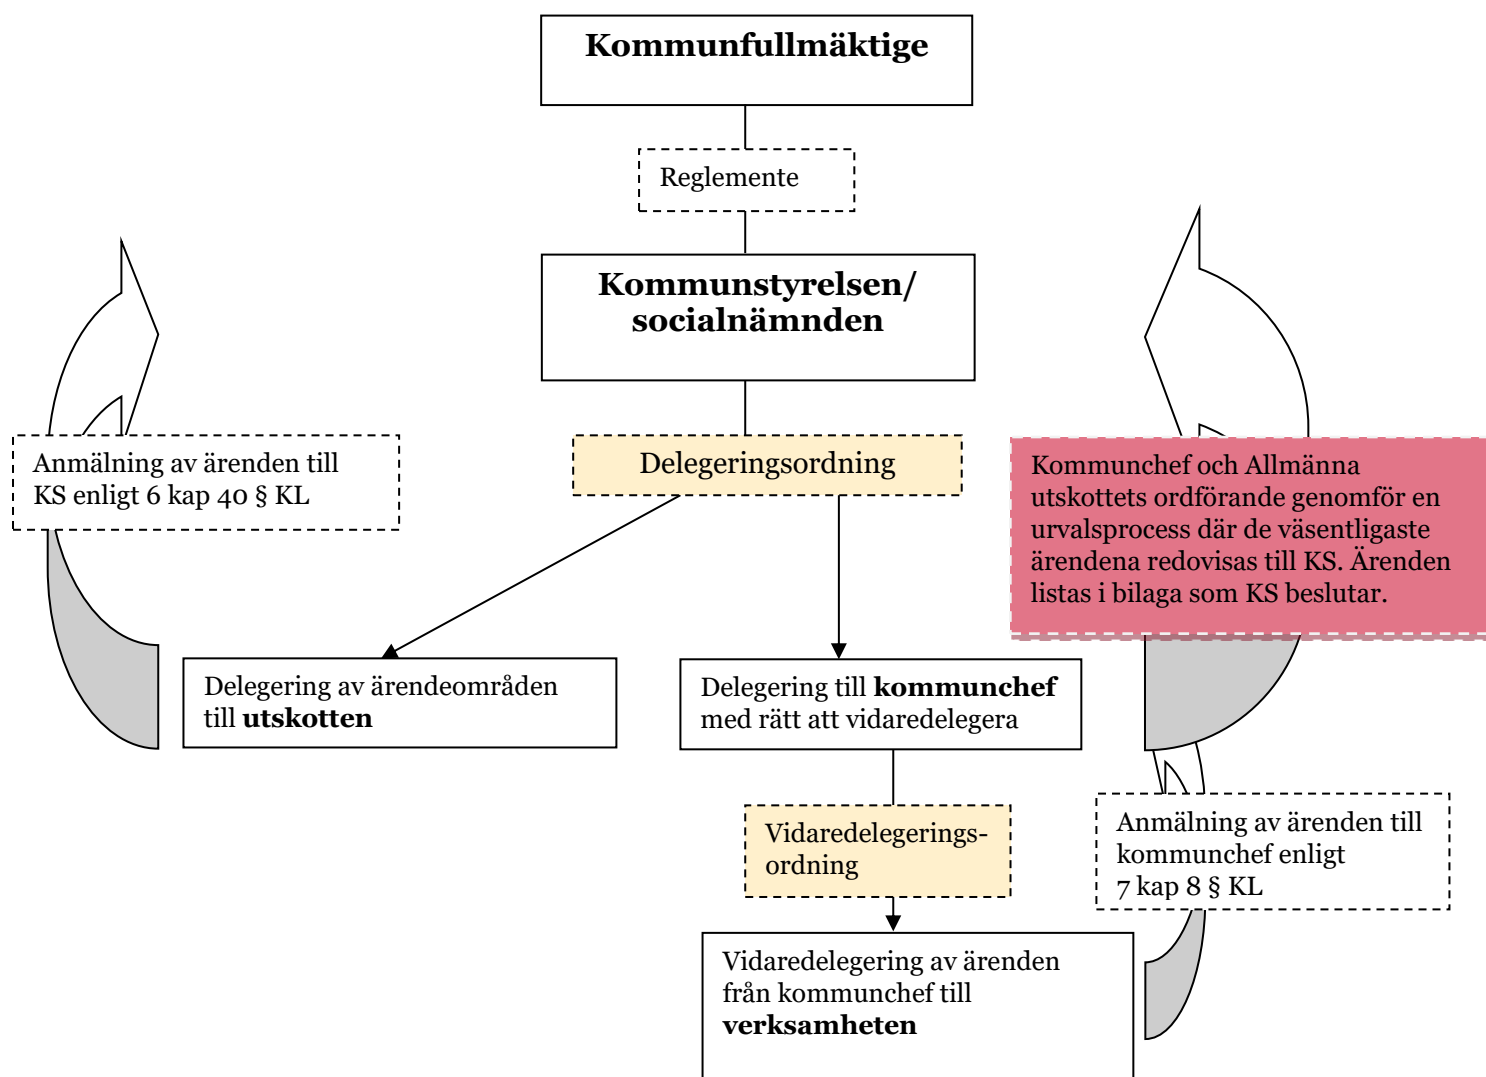 Kommunfullmäktige
Reglemente
Kommunstyrelsen/
socialnämnden
Delegeringsordning
Anmälning av ärenden till
KS enligt 6 kap 40 § KL
Kommunchef och Allmänna
utskottets ordförande genomför en
urvalsprocess där de väsentligaste
ärendena redovisas till KS. Ärenden
listas i bilaga som KS beslutar.
Delegering av ärendeområden
till utskotten
Delegering till kommunchef
med rätt att vidaredelegera
Vidaredelegerings-
ordning
Anmälning av ärenden till
kommunchef enligt
7 kap 8 § KL
Vidaredelegering av ärenden
från kommunchef till
verksamheten